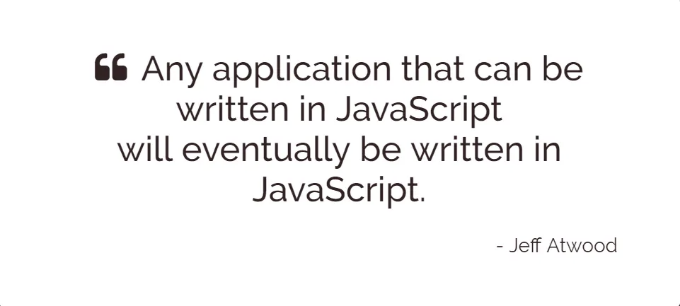 “ Any application that can be
written in JavaScript
will eventually be written in
JavaScript.
- Jeff Atwood